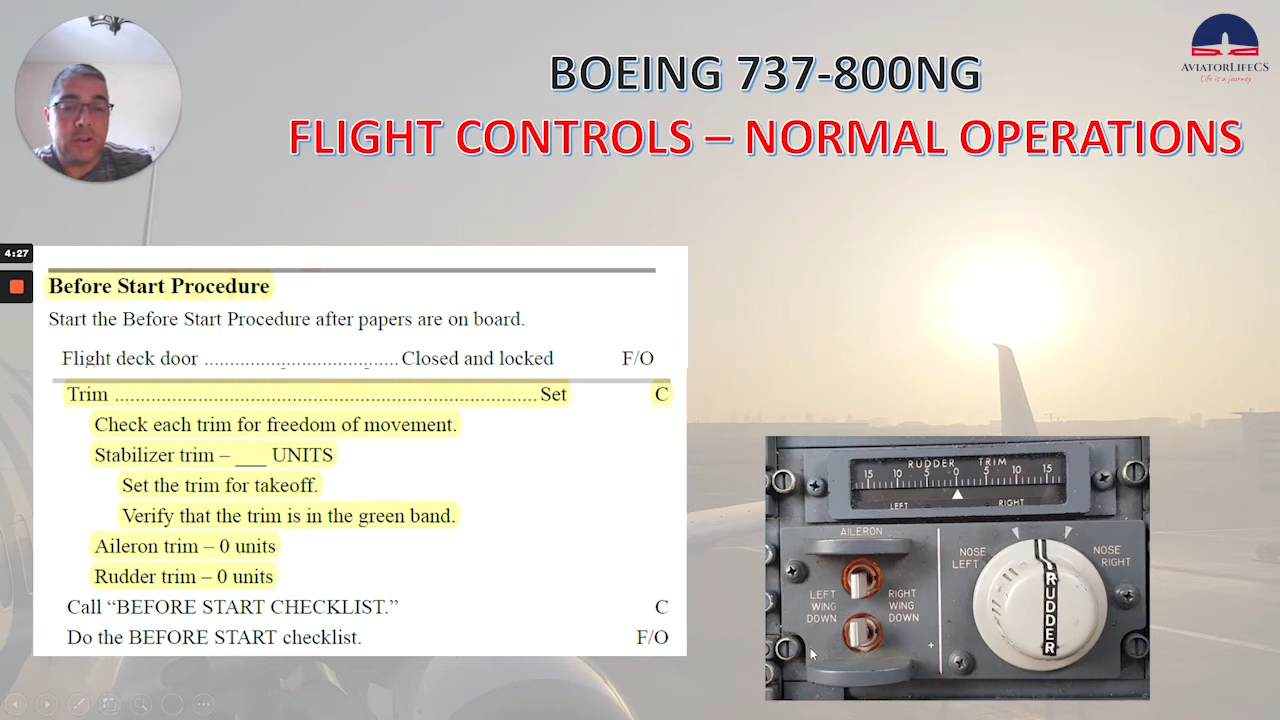 AVIATORLIFECS
Life is a journey
BOEING 737-800NG
FLIGHT CONTROLS – NORMAL OPERATIONS
4:27
Before Start Procedure
Start the Before Start Procedure after papers are on board.
Flight deck door ......................................... Closed and locked F/O
Trim .................................................................................. Set C
Check each trim for freedom of movement.
Stabilizer trim – ___ UNITS
Set the trim for takeoff.
Verify that the trim is in the green band.
Aileron trim – 0 units
Rudder trim – 0 units
Call “BEFORE START CHECKLIST.” C
Do the BEFORE START checklist. F/O
RUDDER TRIM
15 10 5 0 5 10 15
LEFT RIGHT
AILERON
LEFT WING DOWN
RIGHT WING DOWN
NOSE LEFT
NOSE RIGHT
RUDDER